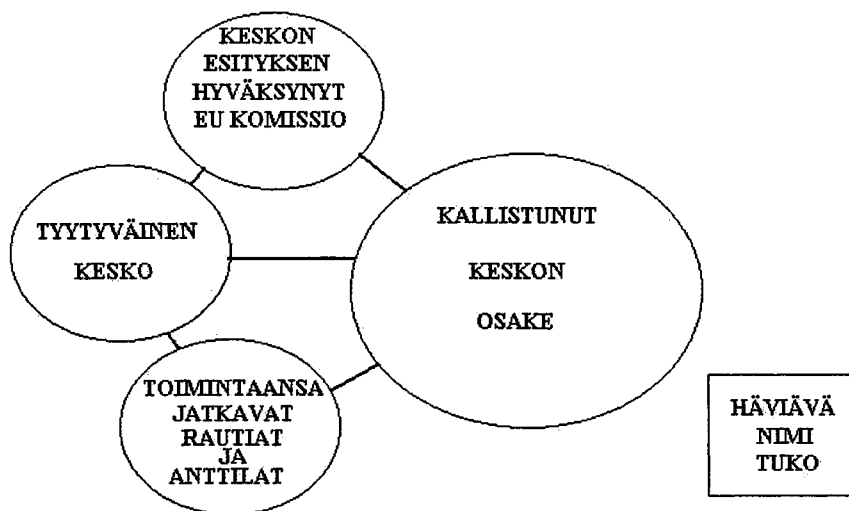 KESKON
ESITYKSEN
HYVÄKSYNYT
EU KOMISSIO
TYYTYVÄINEN
KESKO
KALLISTUNUT
KESKON
OSAKE
TOIMINTAANSA
JATKAVAT
RAUTIAT
JA
ANTTILAT
HÄVIÄVÄ
NIMI
TUKO